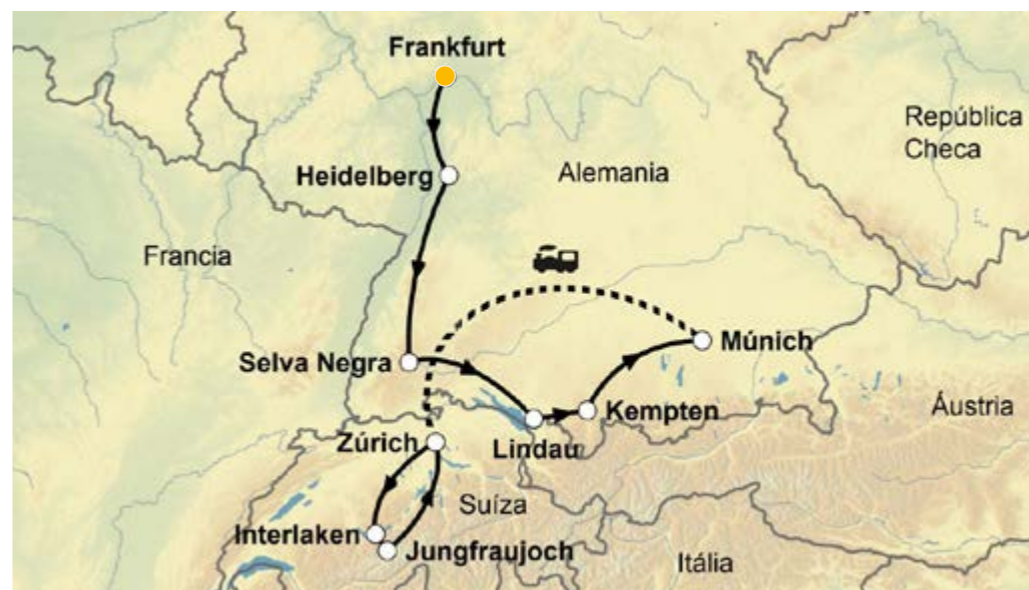 Frankfurt
República
Checa
Heidelberg
Alemania
Francia
Múnich
Selva Negra
Kempten
Áustria
Zúrich
Lindau
Suíza
Interlaken
Jungfraujoch
Itália